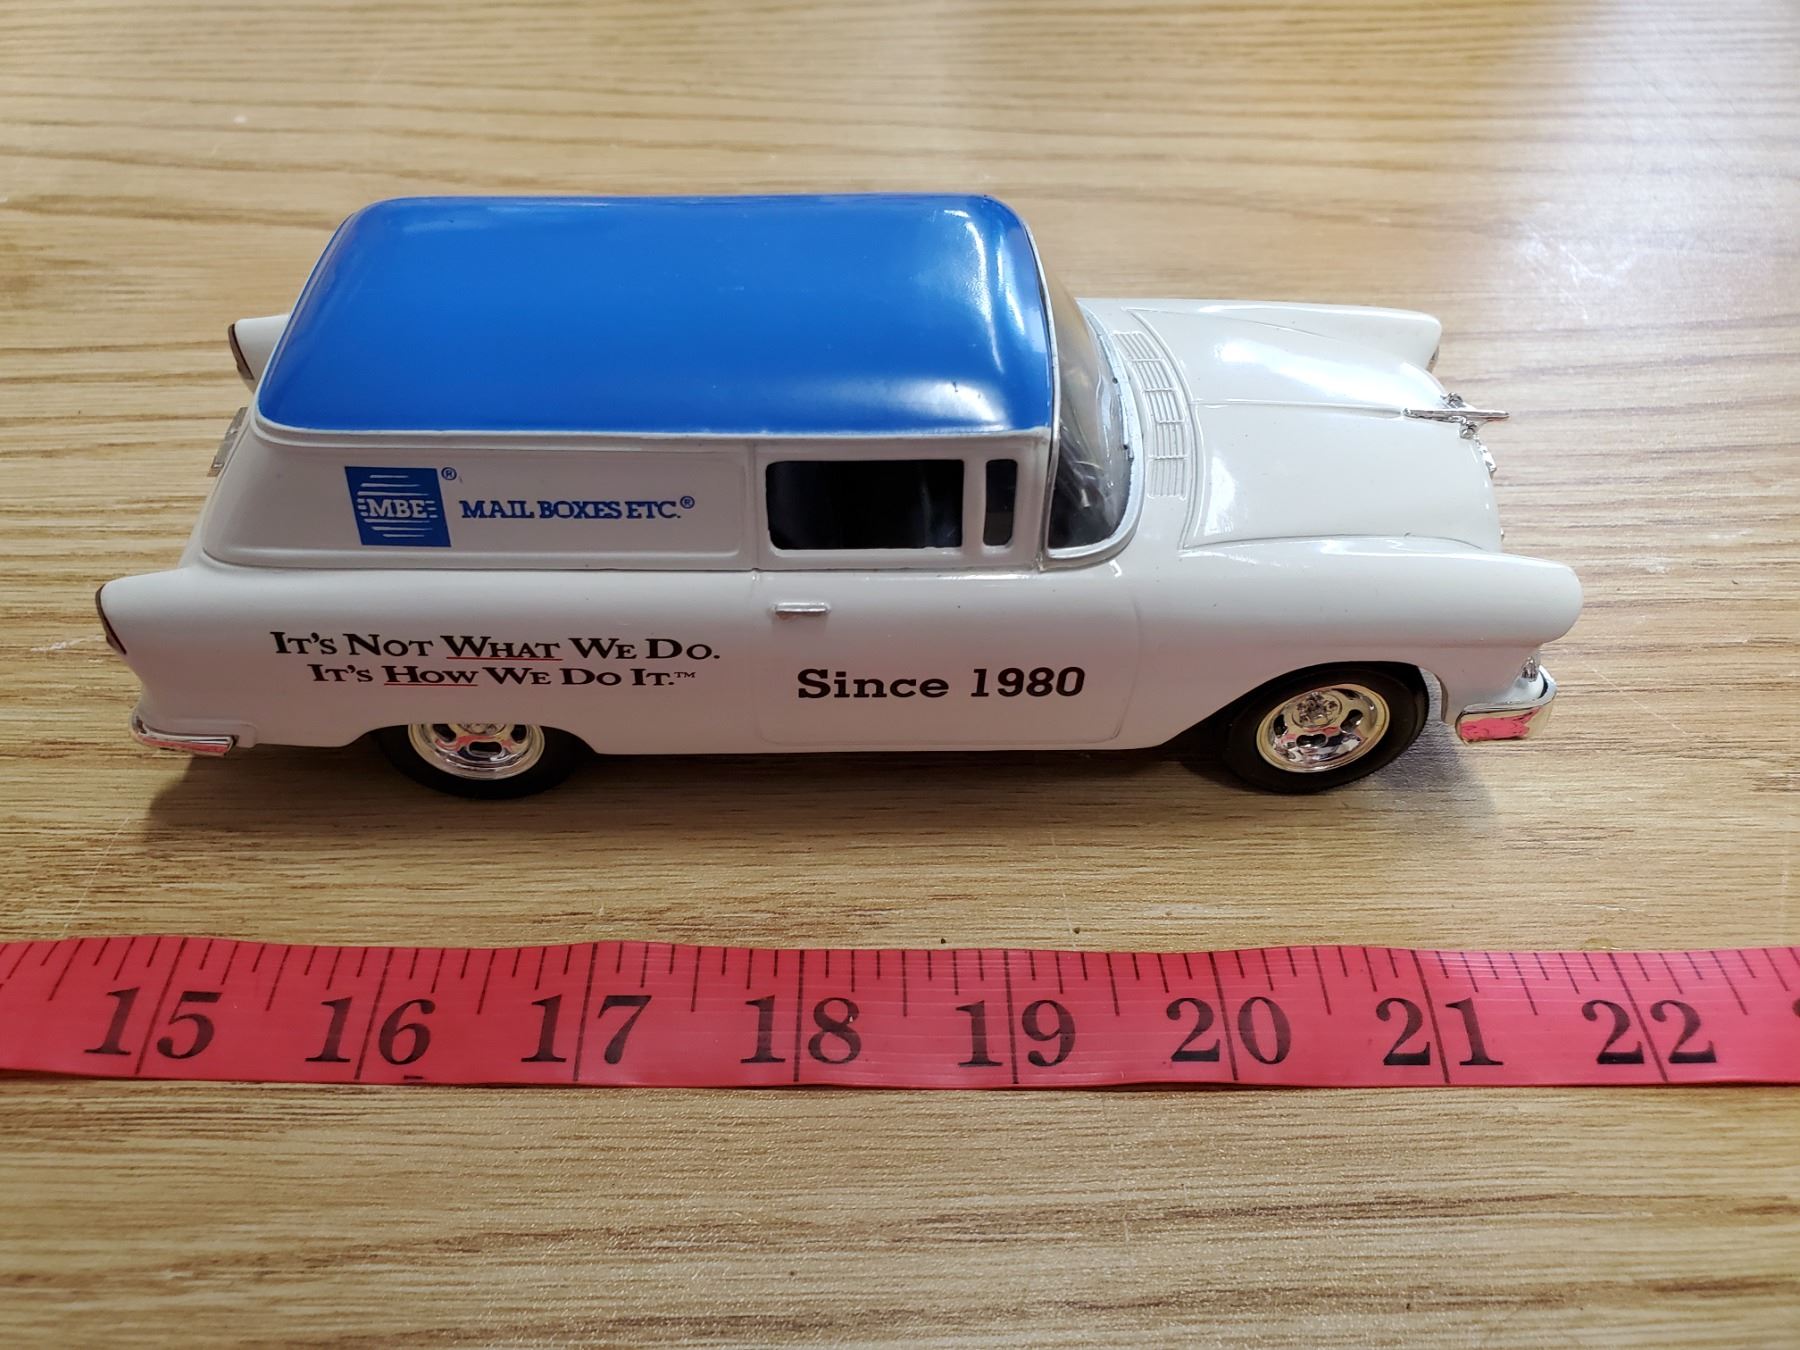 MBE® MAIL BOXES ETC.®
IT'S NOT WHAT WE DO.
IT'S HOW WE DO IT.™
Since 1980
15 16 17 18 19 20 21 22